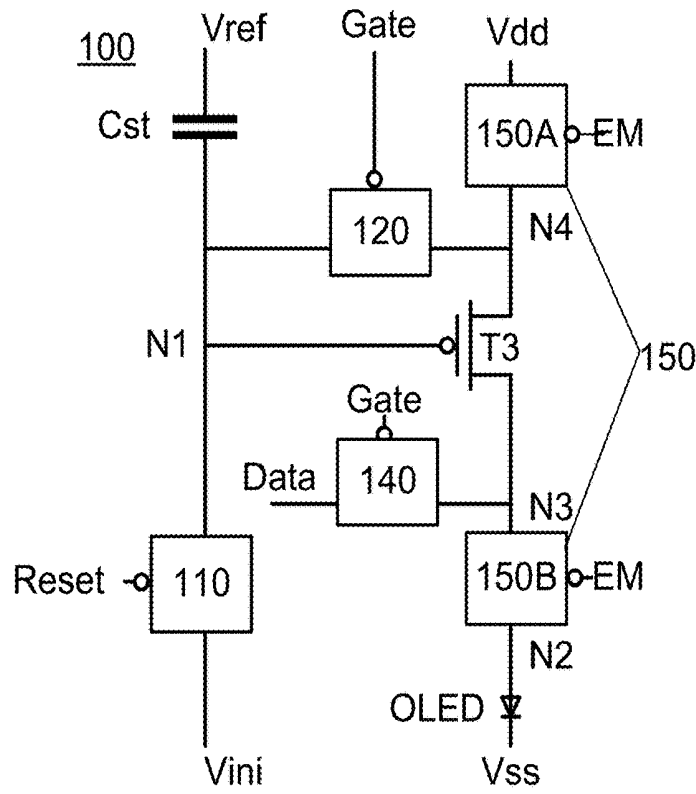 100
Vref
Gate
Vdd
Cst
150A
EM
120
N4
N1
T3
150
Gate
Data
140
N3
Reset
110
150B
EM
N2
OLED
Vini
Vss